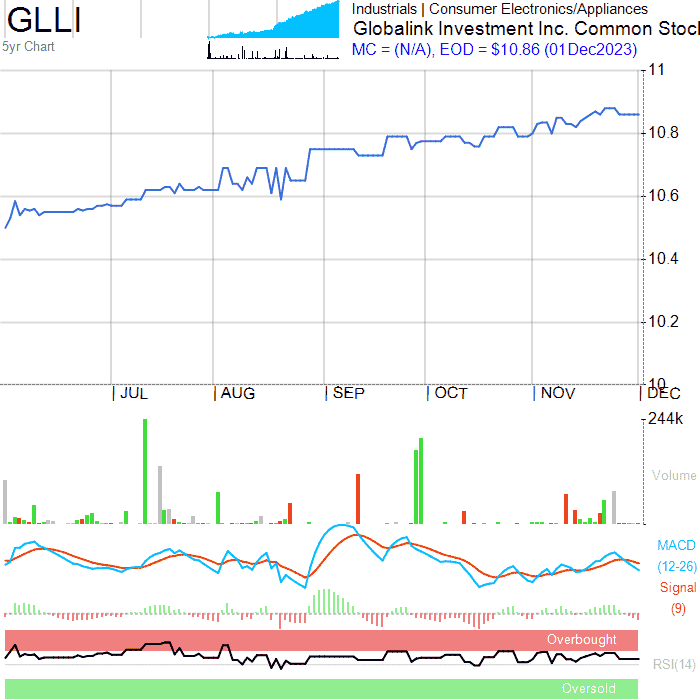 GLLI
5yr Chart
Industrials | Consumer Electronics/Appliances
Globalink Investment Inc. Common Stoc
MC = (N/A), EOD = $10.86 (01Dec2023)
11
10.8
10.6
10.4
10.2
10
| JUL | AUG | SEP | OCT | NOV | DEC
244k
Volume
MACD
(12-26)
Signal
(9)
Overbought
RSI(14)
Oversold